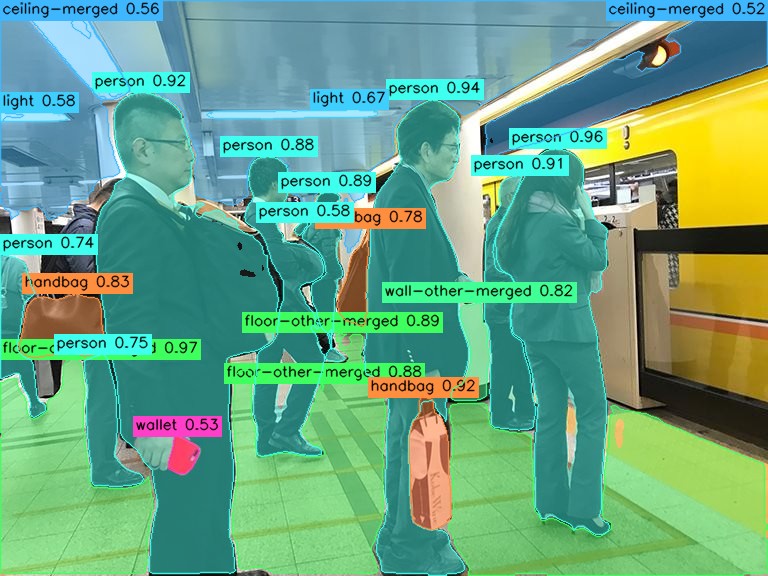 ceiling-merged 0.56
ceiling-merged 0.52
person 0.92
person 0.94
light 0.58
light 0.67
person 0.96
person 0.88
person 0.91
person 0.89
person 0.58
bag 0.78
person 0.74
handbag 0.83
wall-other-merged 0.82
floor-other-merged 0.89
person 0.75
d 0.97
floor-other-merged 0.88
handbag 0.92
wallet 0.53